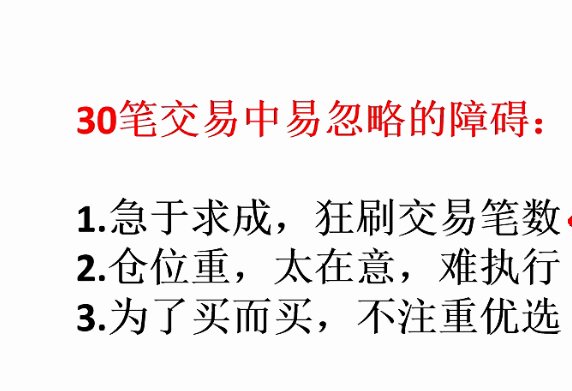 30笔交易中易忽略的障碍：
1.急于求成，狂刷交易笔数
2.仓位重，太在意，难执行
3.为了买而买，不注重优选